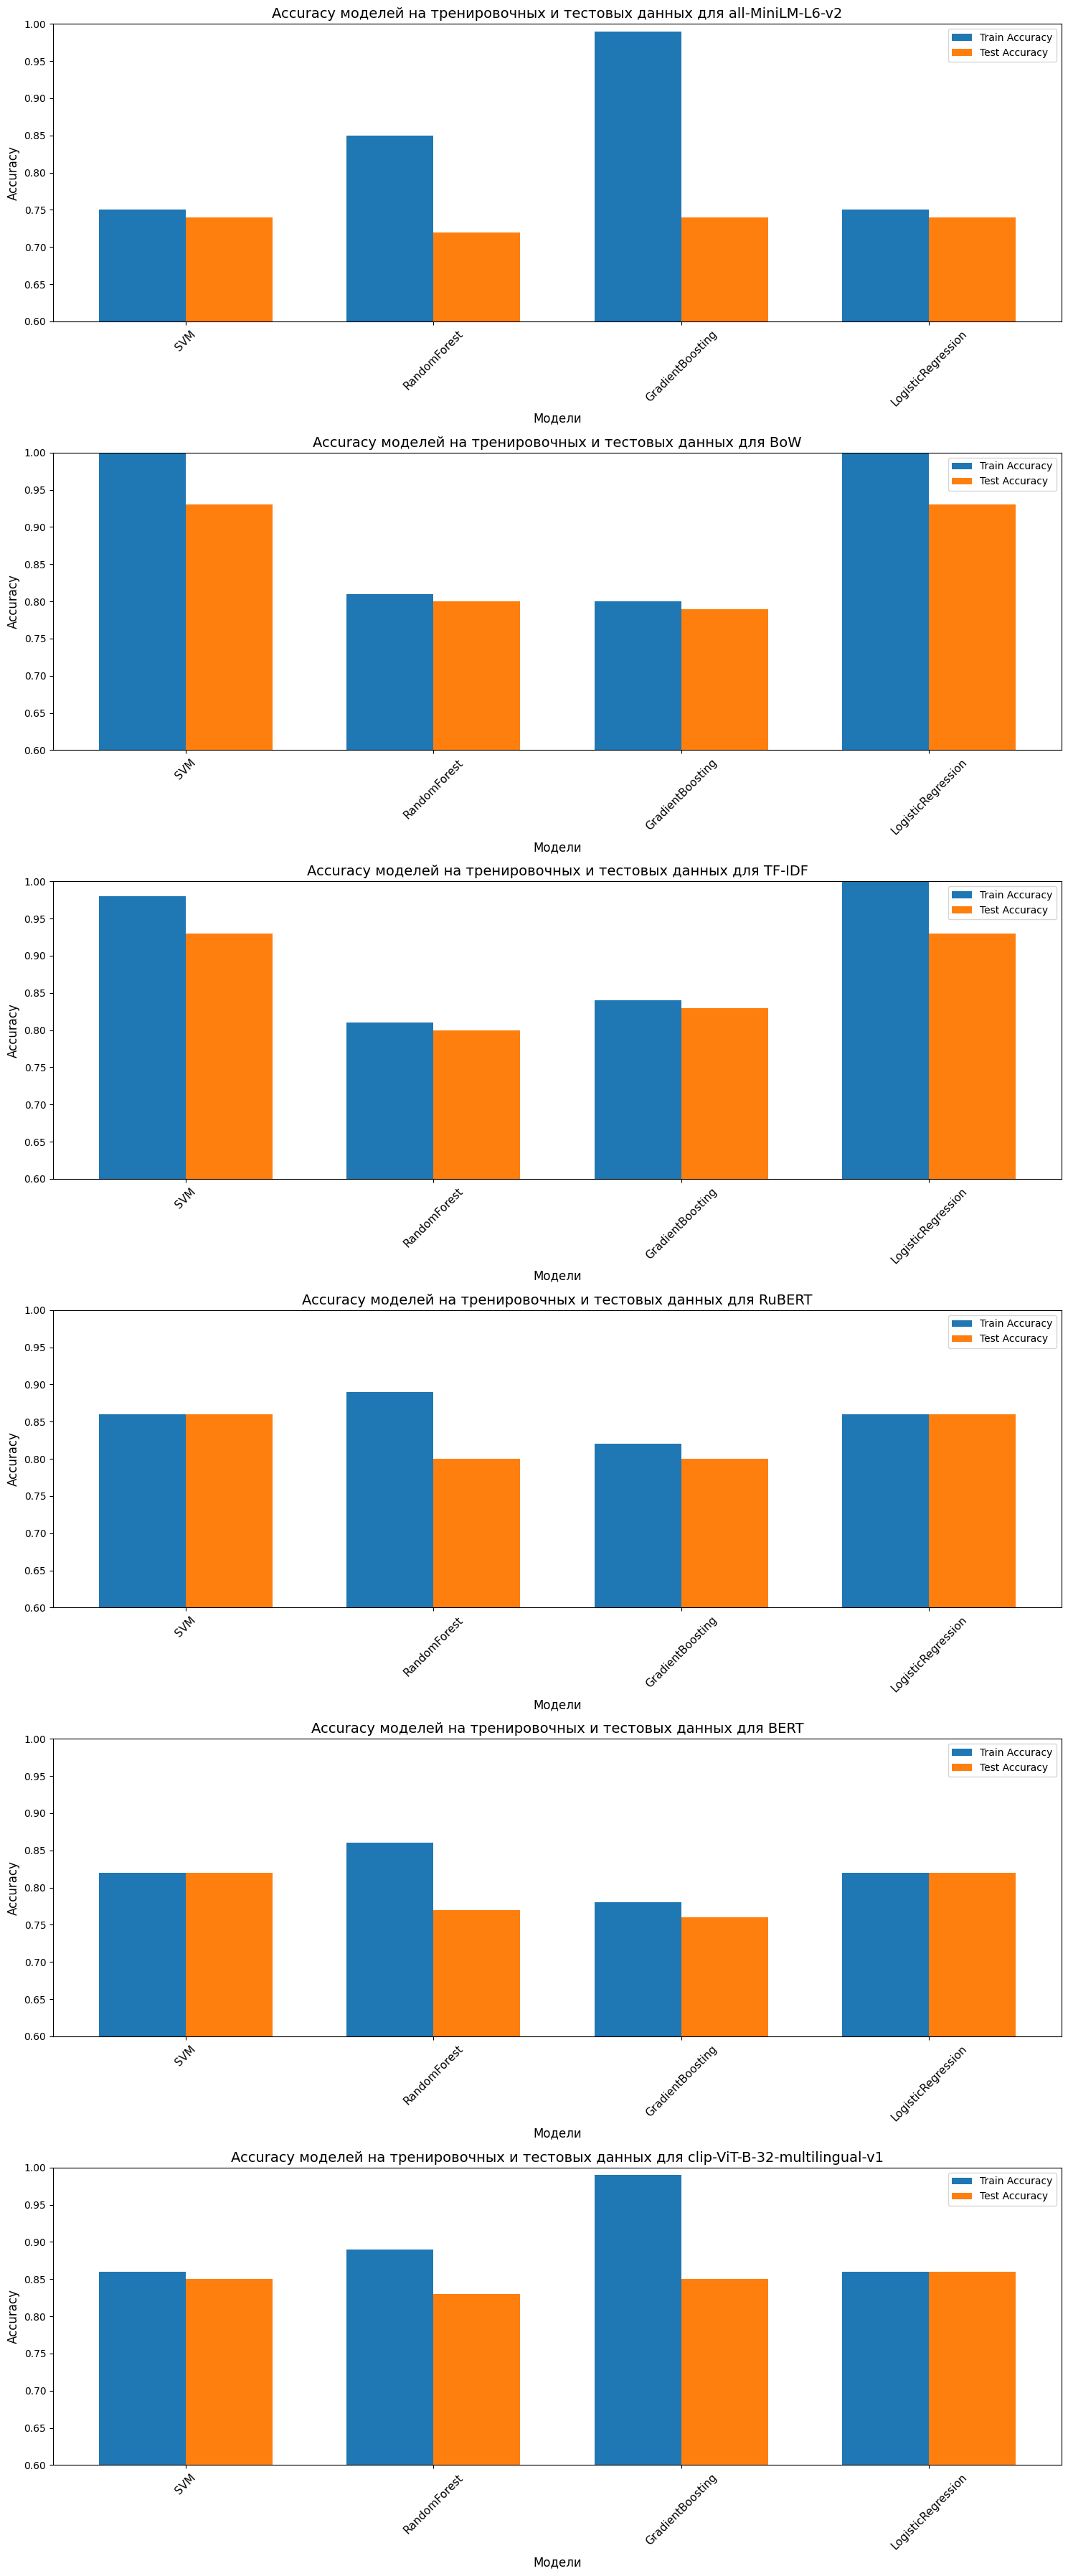 Accuracy моделей на тренировочных и тестовых данных для all-MiniLM-L6-v2
1.00
0.95
0.90
0.85
0.80
0.75
0.70
0.65
0.60
Accuracy
Train Accuracy
Test Accuracy
SVM
RandomForest
GradientBoosting
LogisticRegression
Модели
Accuracy моделей на тренировочных и тестовых данных для BoW
1.00
0.95
0.90
0.85
0.80
0.75
0.70
0.65
0.60
Accuracy
Train Accuracy
Test Accuracy
SVM
RandomForest
GradientBoosting
LogisticRegression
Модели
Accuracy моделей на тренировочных и тестовых данных для TF-IDF
1.00
0.95
0.90
0.85
0.80
0.75
0.70
0.65
0.60
Accuracy
Train Accuracy
Test Accuracy
SVM
RandomForest
GradientBoosting
LogisticRegression
Модели
Accuracy моделей на тренировочных и тестовых данных для RuBERT
1.00
0.95
0.90
0.85
0.80
0.75
0.70
0.65
0.60
Accuracy
Train Accuracy
Test Accuracy
SVM
RandomForest
GradientBoosting
LogisticRegression
Модели
Accuracy моделей на тренировочных и тестовых данных для BERT
1.00
0.95
0.90
0.85
0.80
0.75
0.70
0.65
0.60
Accuracy
Train Accuracy
Test Accuracy
SVM
RandomForest
GradientBoosting
LogisticRegression
Модели
Accuracy моделей на тренировочных и тестовых данных для clip-ViT-B-32-multilingual-v1
1.00
0.95
0.90
0.85
0.80
0.75
0.70
0.65
0.60
Accuracy
Train Accuracy
Test Accuracy
SVM
RandomForest
GradientBoosting
LogisticRegression
Модели